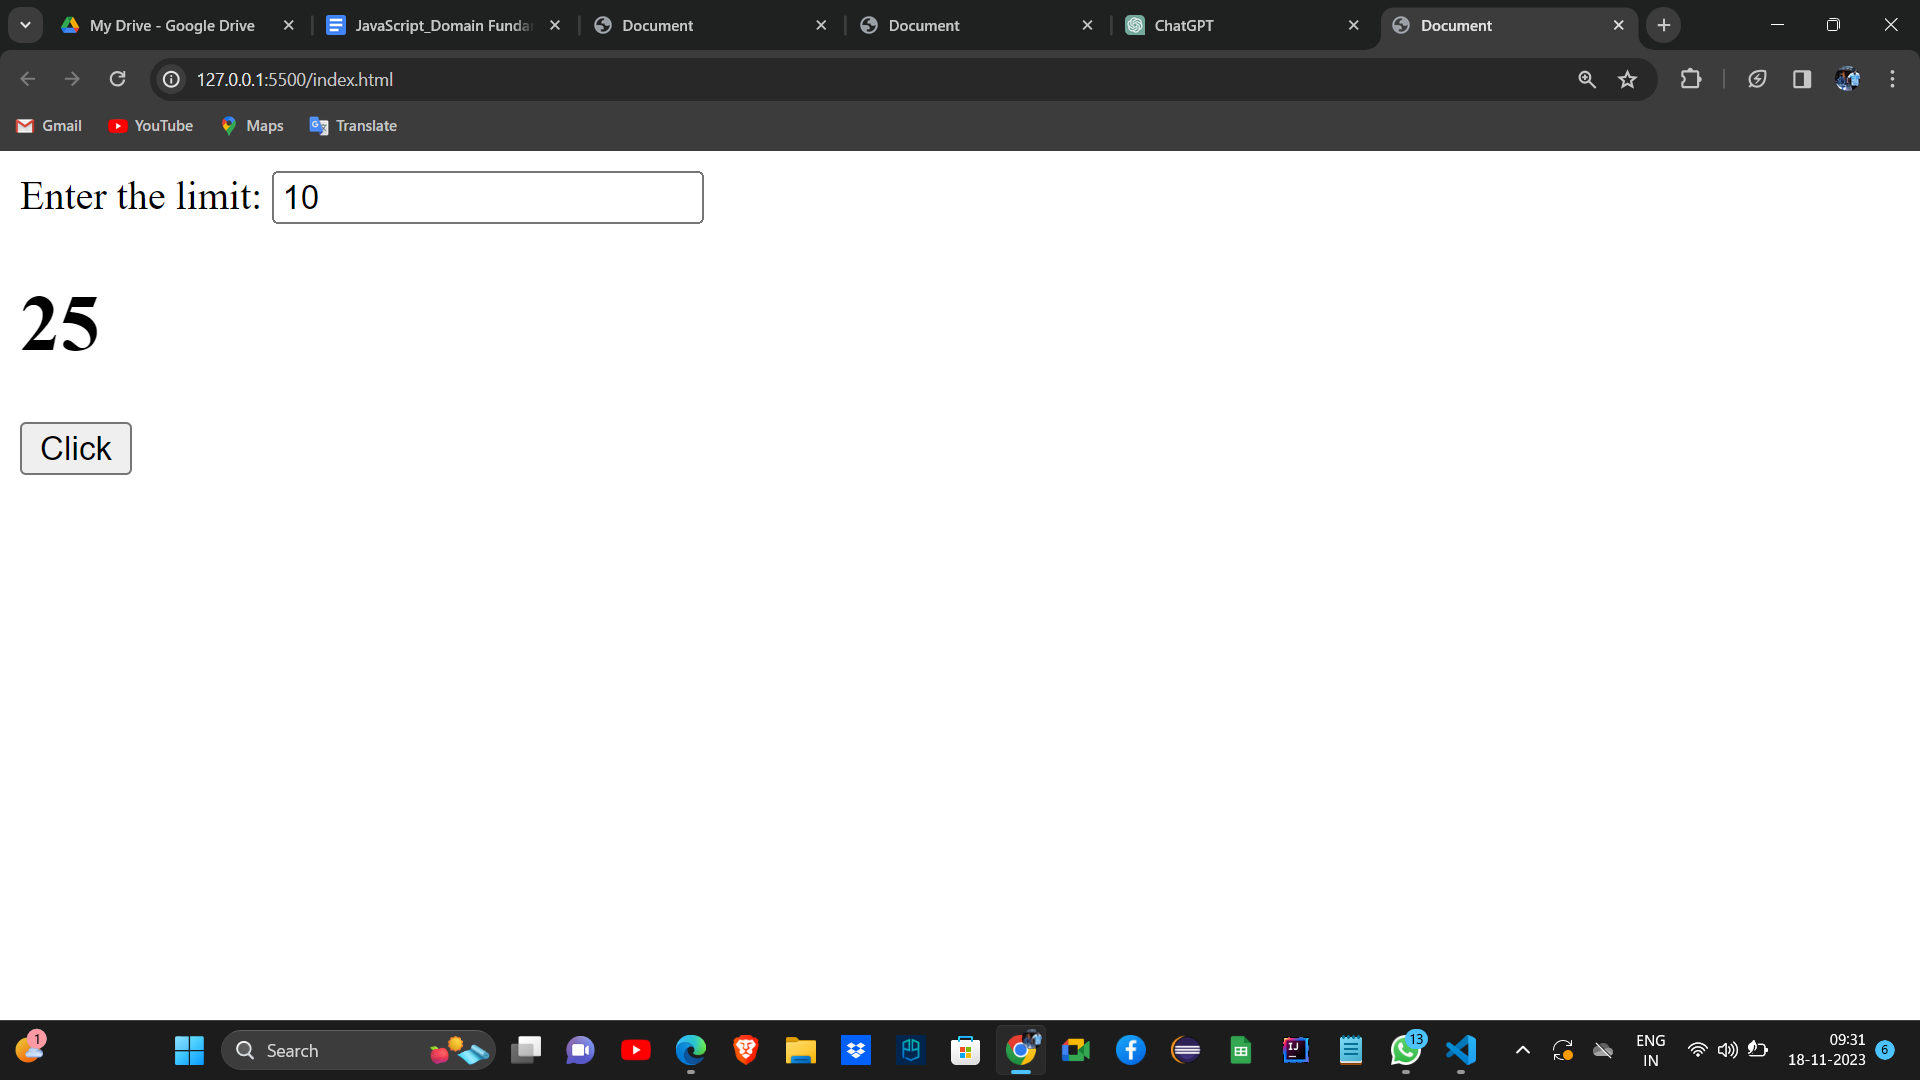 My Drive - Google Drive
JavaScript_Domain Funda
Document
Document
ChatGPT
Document
127.0.0.1:5500/index.html
Gmail
YouTube
Maps
Translate
Enter the limit: 10
25
Click
1
Search
13
ENG
IN
09:31
18-11-2023
6